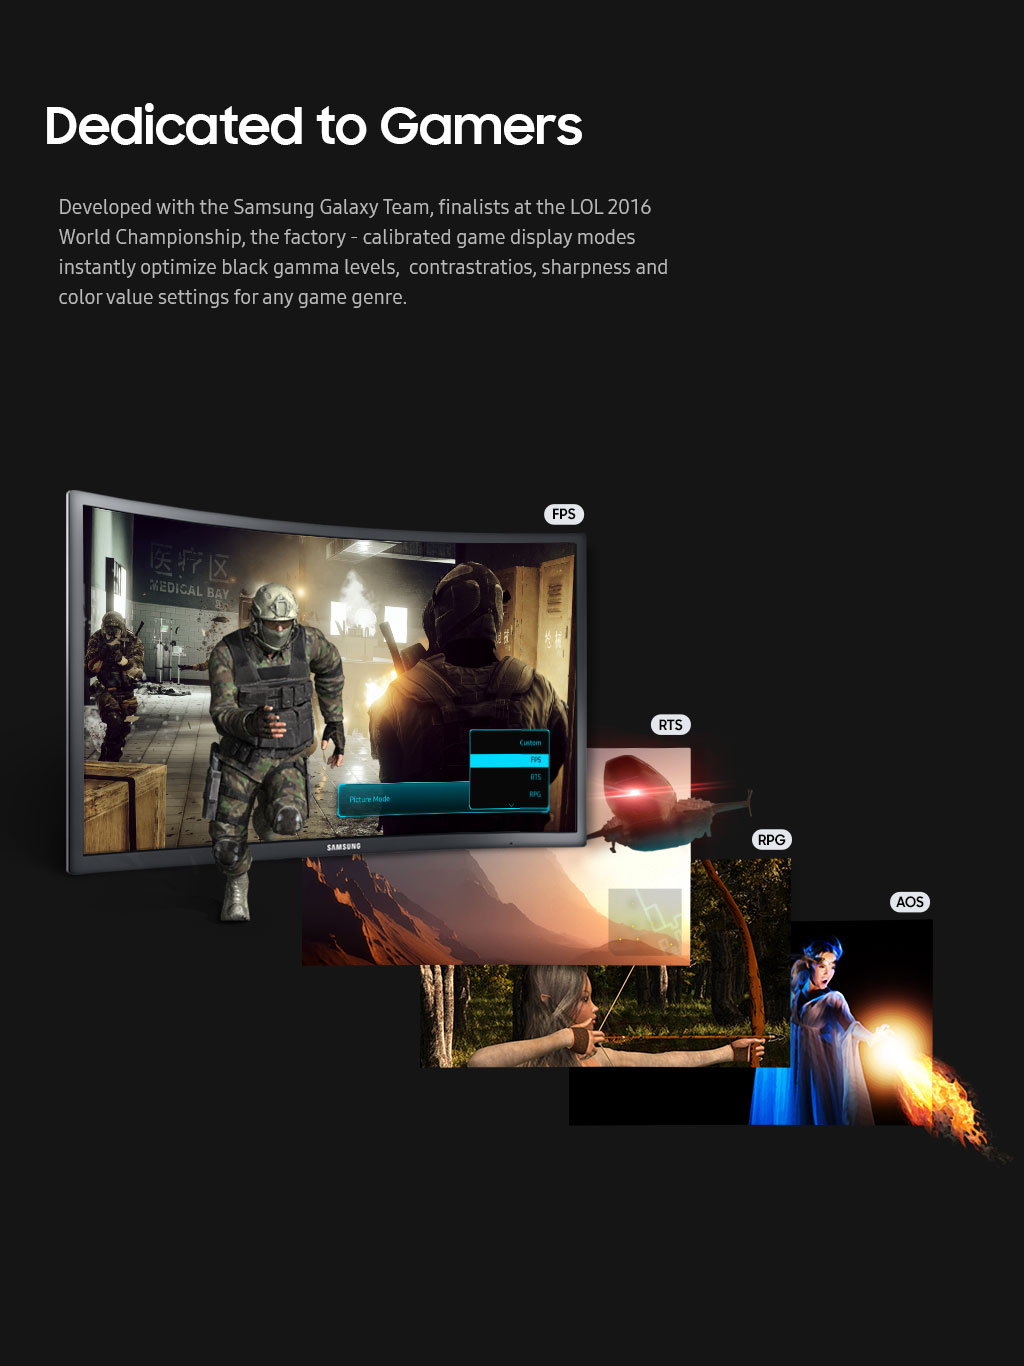 Dedicated to Gamers
Developed with the Samsung Galaxy Team, finalists at the LOL 2016
World Championship, the factory - calibrated game display modes
instantly optimize black gamma levels,  contrastratios, sharpness and
color value settings for any game genre.
FPS
医疗区
MEDICAL BAY
枪械
Custom
FPS
RTS
RPG
Picture Mode
SAMSUNG
RTS
RPG
AOS